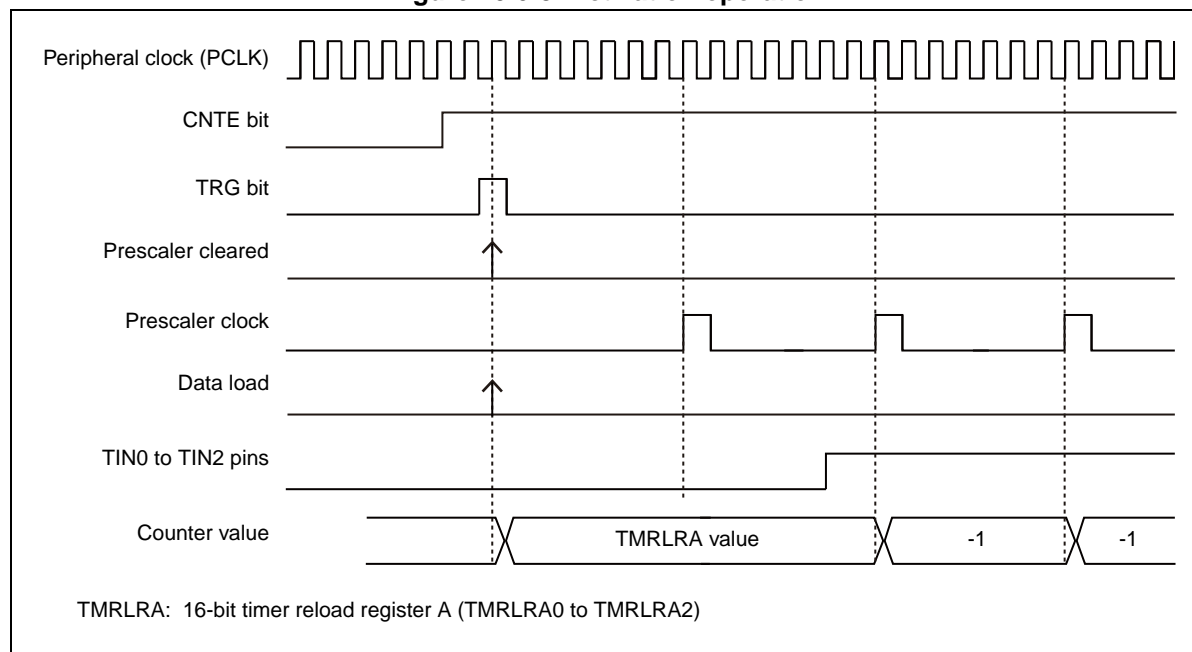 Peripheral clock (PCLK)
CNTE bit
TRG bit
Prescaler cleared
Prescaler clock
Data load
TIN0 to TIN2 pins
Counter value
TMRLRA value
-1
-1
TMRLRA: 16-bit timer reload register A (TMRLRA0 to TMRLRA2)